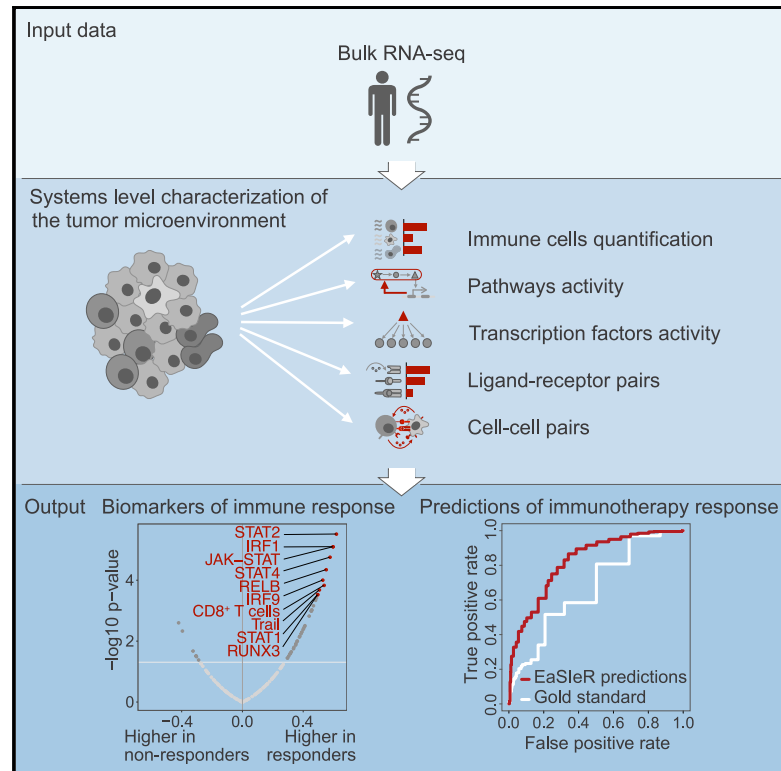 Input data
Bulk RNA-seq
Systems level characterization of
the tumor microenvironment
Immune cells quantification
Pathways activity
Transcription factors activity
Ligand-receptor pairs
Cell-cell pairs
Output
Biomarkers of immune response
STAT2
IRF1
JAK–STAT
STAT4
RELB
IRF9
CD8⁺ T cells
Trail
STAT1
RUNX3
−log10 p-value
4
2
0
−0.4
0.0
0.4
Higher in
non-responders
Higher in
responders
Predictions of immunotherapy response
True positive rate
1.0
0.8
0.6
0.4
0.2
0.0
EaSIeR predictions
Gold standard
0.0 0.2 0.4 0.6 0.8 1.0
False positive rate